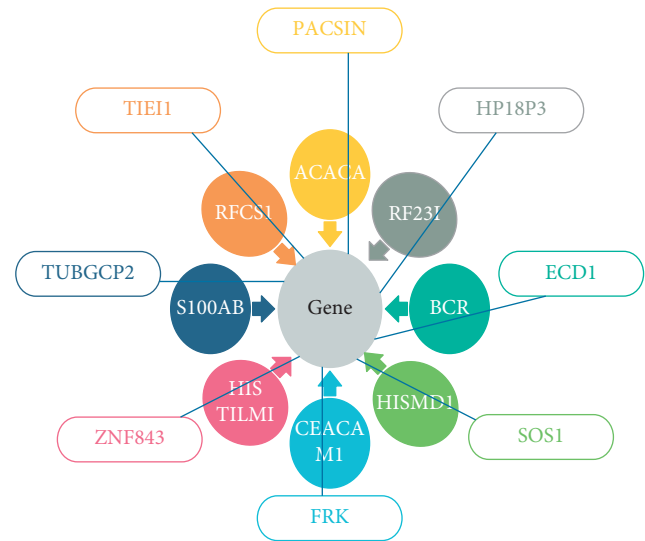 PACSIN
TIEI1
HP18P3
ACACA
RFCS1
RF23I
TUBGCP2
ECD1
S100AB
Gene
BCR
HIS
TILMI
HISMD1
CEACA
M1
ZNF843
SOS1
FRK